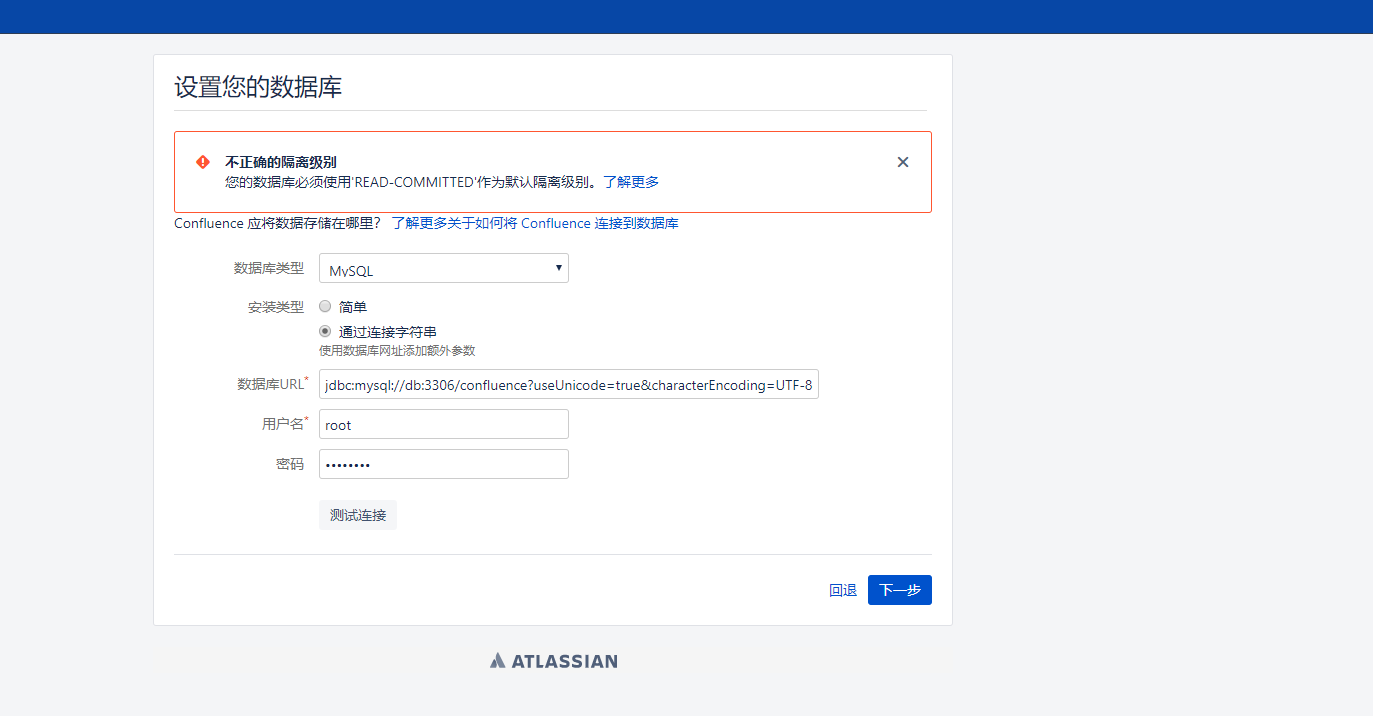 设置您的数据库
不正确的隔离级别
您的数据库必须使用'READ-COMMITTED'作为默认隔离级别。了解更多
Confluence 应将数据存储在哪里? 了解更多关于如何将 Confluence 连接到数据库
数据库类型 MySQL
安装类型 简单
通过连接字符串
使用数据库网址添加额外参数
数据库URL* jdbc:mysql://db:3306/confluence?useUnicode=true&characterEncoding=UTF-8
用户名* root
密码 ••••••••
测试连接
回退 下一步
ATLASSIAN